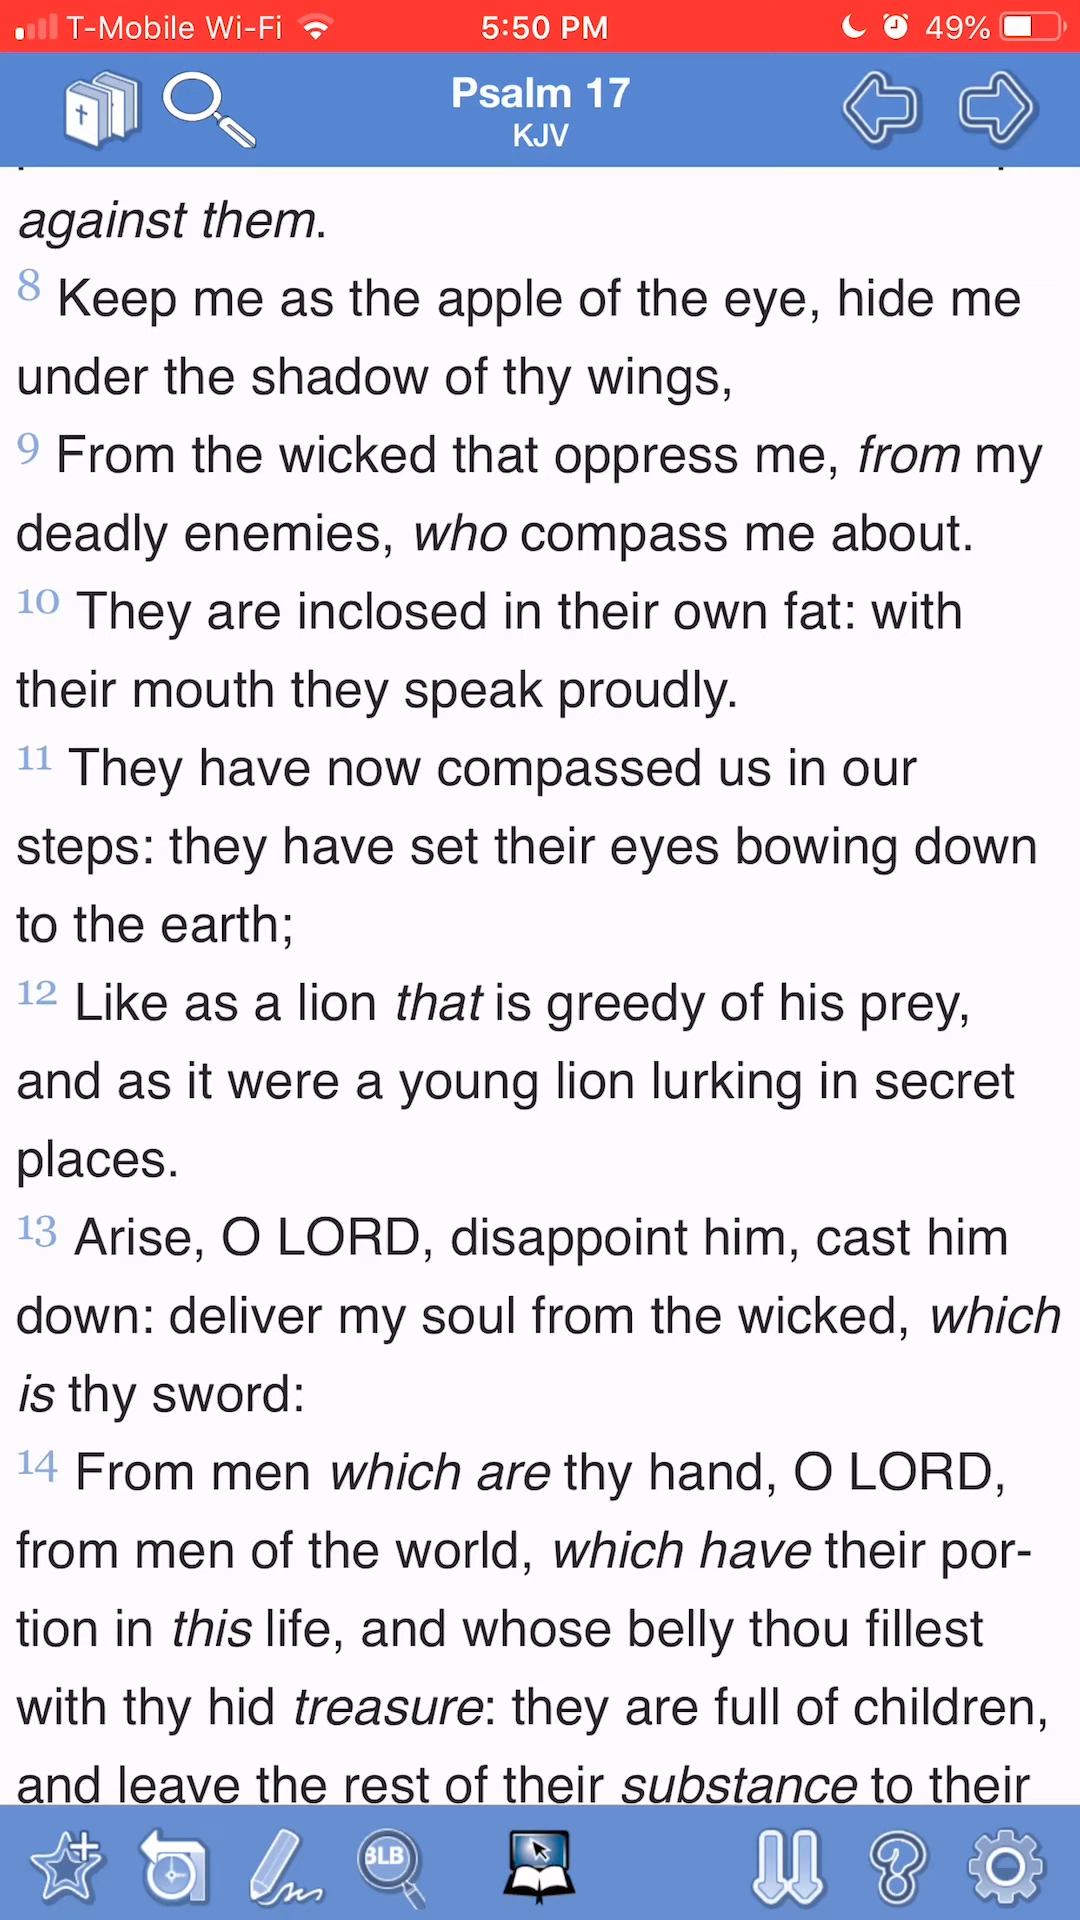 T-Mobile Wi-Fi 5:50 PM 49%
Psalm 17
KJV
against them.
8 Keep me as the apple of the eye, hide me
under the shadow of thy wings,
9 From the wicked that oppress me, from my
deadly enemies, who compass me about.
10 They are inclosed in their own fat: with
their mouth they speak proudly.
11 They have now compassed us in our
steps: they have set their eyes bowing down
to the earth;
12 Like as a lion that is greedy of his prey,
and as it were a young lion lurking in secret
places.
13 Arise, O LORD, disappoint him, cast him
down: deliver my soul from the wicked, which
is thy sword:
14 From men which are thy hand, O LORD,
from men of the world, which have their por-
tion in this life, and whose belly thou fillest
with thy hid treasure: they are full of children,
and leave the rest of their substance to their
BLB